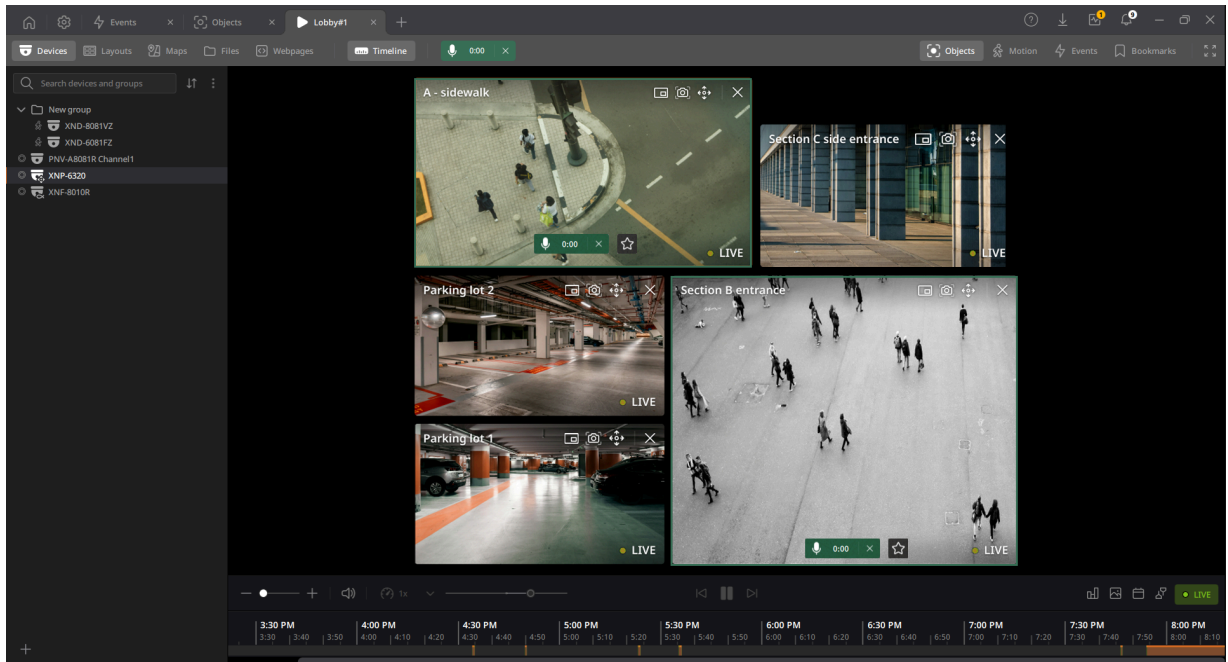 Events
Objects
Lobby#1
9
Devices
Layouts
Maps
Files
Webpages
Timeline
0:00
Objects
Motion
Events
Bookmarks
Search devices and groups
New group
XND-8081VZ
XND-6081FZ
PNV-A8081R Channel1
XNP-6320
XNF-8010R
A - sidewalk
0:00
LIVE
Section C side entrance
LIVE
Parking lot 2
LIVE
Section B entrance
0:00
LIVE
Parking lot 1
LIVE
1x
LIVE
3:30 PM 4:00 PM 4:30 PM 5:00 PM 5:30 PM 6:00 PM 6:30 PM 7:00 PM 7:30 PM 8:00 PM
3:30 3:40 3:50 4:00 4:10 4:20 4:30 4:40 4:50 5:00 5:10 5:20 5:30 5:40 5:50 6:00 6:10 6:20 6:30 6:40 6:50 7:00 7:10 7:20 7:30 7:40 7:50 8:00 8:10